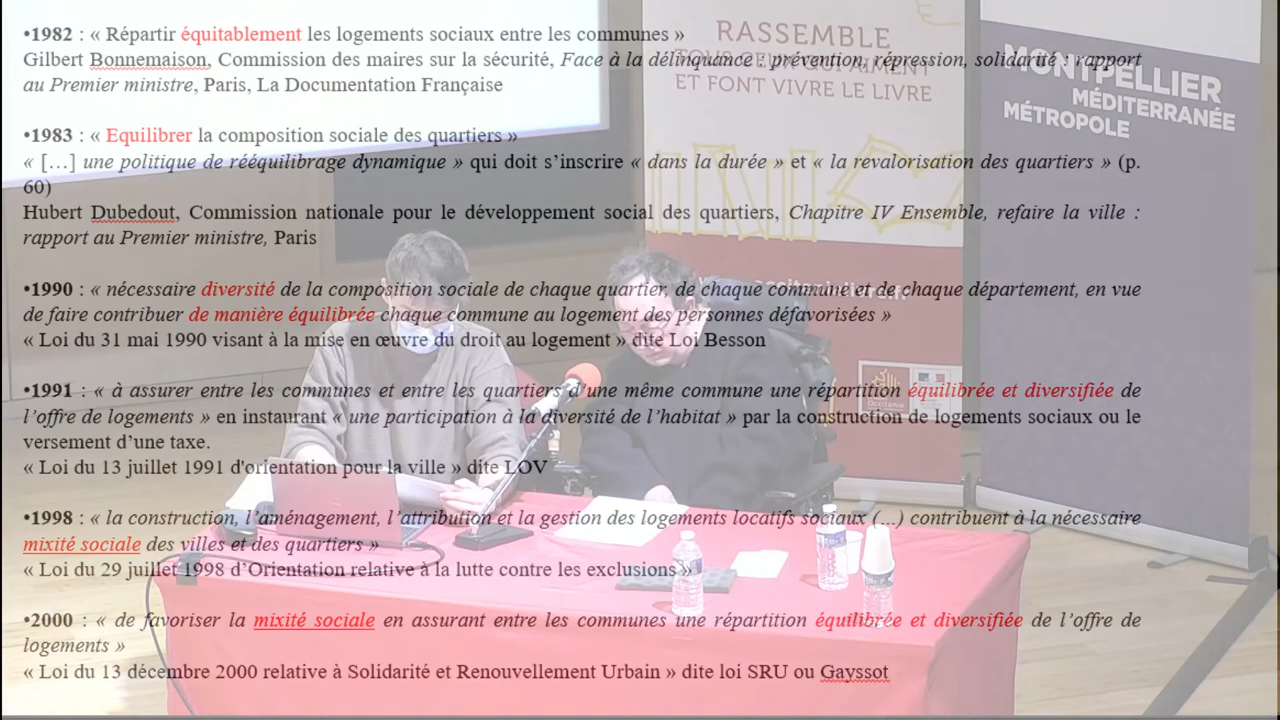 •1982 : « Répartir équitablement les logements sociaux entre les communes »
Gilbert Bonnemaison, Commission des maires sur la sécurité, Face à la délinquance : prévention, répression, solidarité : rapport
au Premier ministre, Paris, La Documentation Française
•1983 : « Equilibrer la composition sociale des quartiers »
« […] une politique de rééquilibrage dynamique » qui doit s’inscrire « dans la durée » et « la revalorisation des quartiers » (p.
60)
Hubert Dubedout, Commission nationale pour le développement social des quartiers, Chapitre IV Ensemble, refaire la ville :
rapport au Premier ministre, Paris
•1990 : « nécessaire diversité de la composition sociale de chaque quartier, de chaque commune et de chaque département, en vue
de faire contribuer de manière équilibrée chaque commune au logement des personnes défavorisées »
« Loi du 31 mai 1990 visant à la mise en œuvre du droit au logement » dite Loi Besson
•1991 : « à assurer entre les communes et entre les quartiers d’une même commune une répartition équilibrée et diversifiée de
l’offre de logements » en instaurant « une participation à la diversité de l’habitat » par la construction de logements sociaux ou le
versement d’une taxe.
« Loi du 13 juillet 1991 d'orientation pour la ville » dite LOV
•1998 : « la construction, l’aménagement, l’attribution et la gestion des logements locatifs sociaux (…) contribuent à la nécessaire
mixité sociale des villes et des quartiers »
« Loi du 29 juillet 1998 d’Orientation relative à la lutte contre les exclusions »
•2000 : « de favoriser la mixité sociale en assurant entre les communes une répartition équilibrée et diversifiée de l’offre de
logements »
« Loi du 13 décembre 2000 relative à Solidarité et Renouvellement Urbain » dite loi SRU ou Gayssot
RASSEMBLE
TOUS CEUX QUI AIMENT
ET FONT VIVRE LE LIVRE
MONTPELLIER
MÉDITERRANÉE
MÉTROPOLE
Occitanie